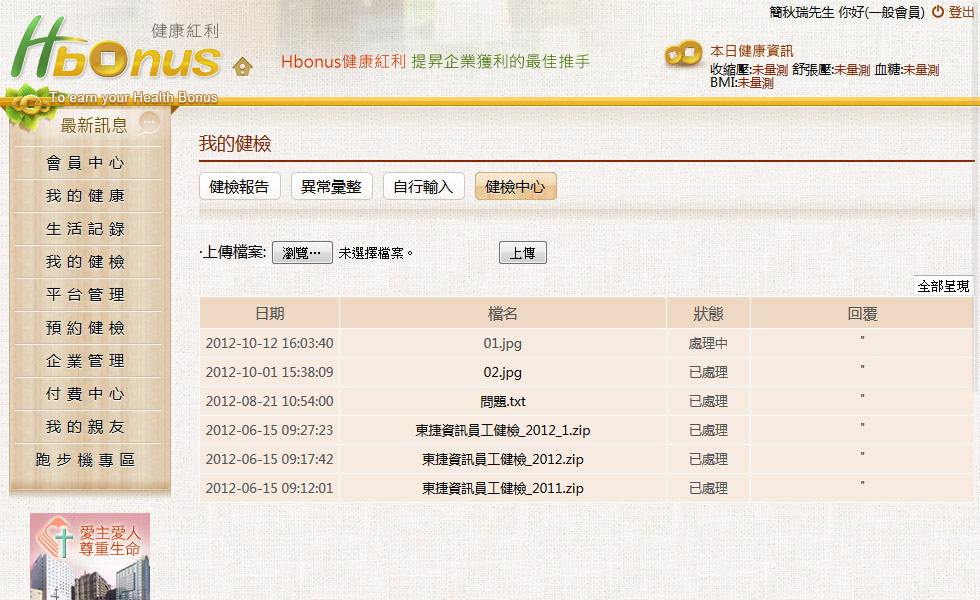 簡秋瑞先生 你好(一般會員) 登出
健康紅利
Hbonus
Hbonus健康紅利 提昇企業獲利的最佳推手
本日健康資訊
收縮壓:未量測 舒張壓:未量測 血糖:未量測
BMI:未量測
To earn your Health Bonus
最新訊息
會員中心
我的健康
生活記錄
我的健檢
平台管理
預約健檢
企業管理
付費中心
我的親友
跑步機專區
愛主愛人
尊重生命
我的健檢
健檢報告 異常彙整 自行輸入 健檢中心
·上傳檔案: 瀏覽… 未選擇檔案。 上傳
全部呈現
日期 檔名 狀態 回覆
2012-10-12 16:03:40 01.jpg 處理中 "
2012-10-01 15:38:09 02.jpg 已處理 "
2012-08-21 10:54:00 問題.txt 已處理 "
2012-06-15 09:27:23 東捷資訊員工健檢_2012_1.zip 已處理 "
2012-06-15 09:17:42 東捷資訊員工健檢_2012.zip 已處理 "
2012-06-15 09:12:01 東捷資訊員工健檢_2011.zip 已處理 "